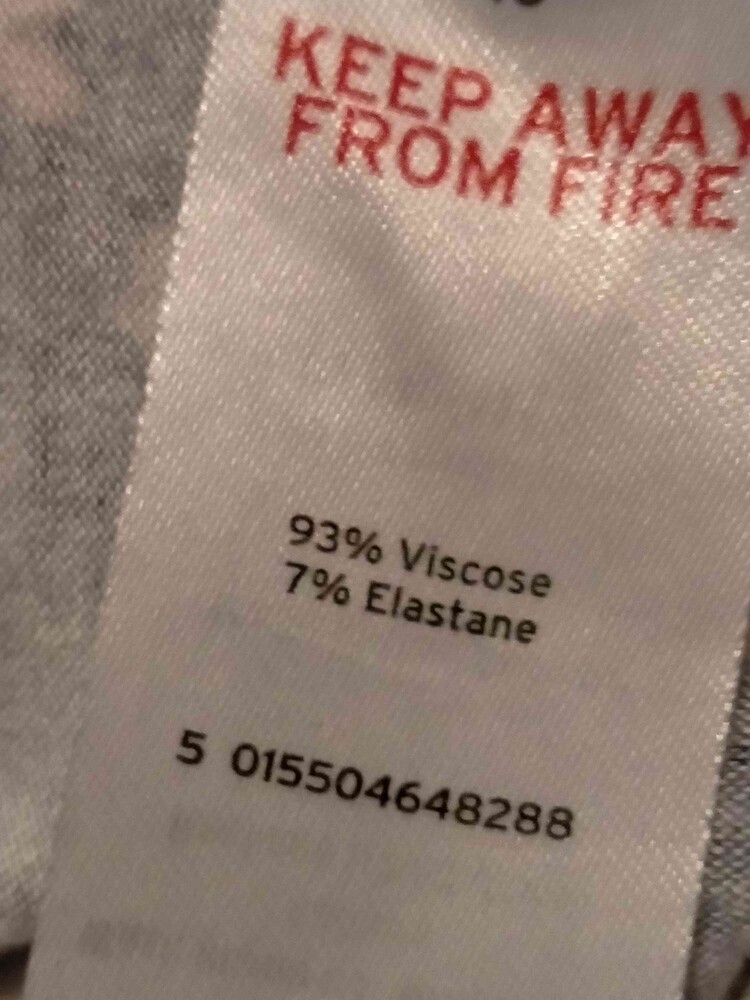 KEEP AWAY
FROM FIRE
93% Viscose
7% Elastane
5 015504648288